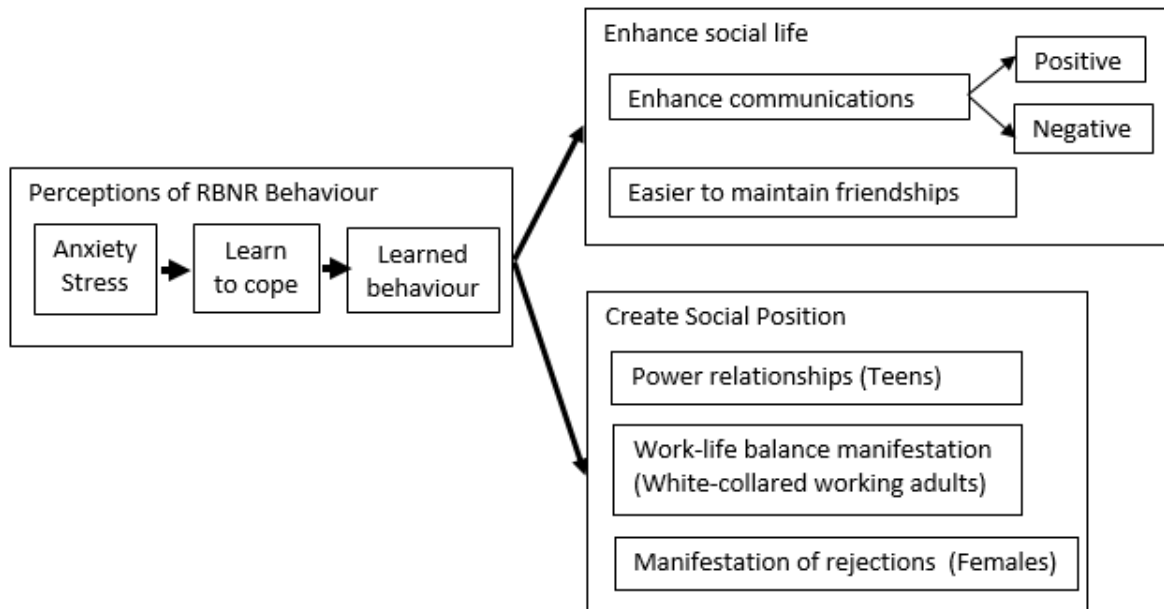 Perceptions of RBNR Behaviour
Anxiety
Stress
Learn
to cope
Learned
behaviour
Enhance social life
Enhance communications
Positive
Negative
Easier to maintain friendships
Create Social Position
Power relationships (Teens)
Work-life balance manifestation
(White-collared working adults)
Manifestation of rejections  (Females)